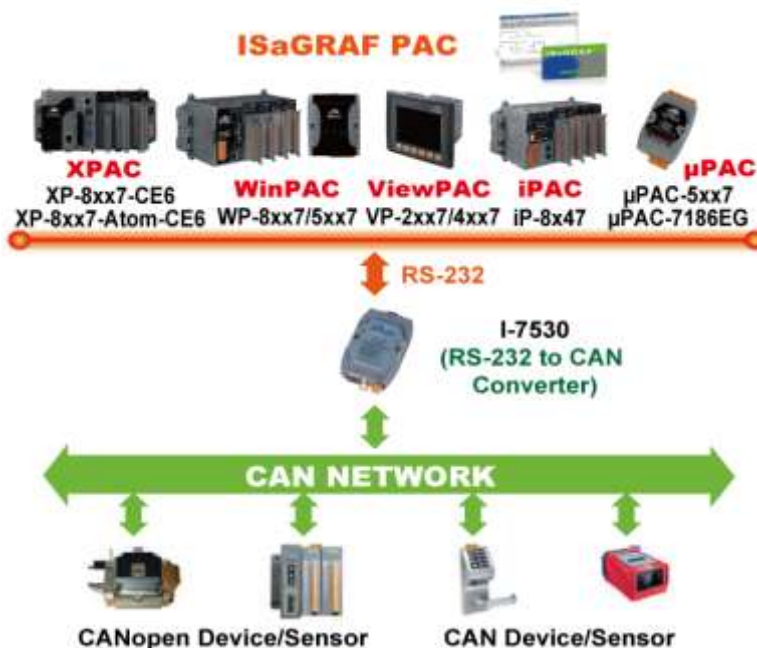 ISaGRAF PAC
XPAC
XP-8xx7-CE6
XP-8xx7-Atom-CE6
WinPAC
WP-8xx7/5xx7
ViewPAC
VP-2xx7/4xx7
iPAC
iP-8x47
µPAC
µPAC-5xx7
µPAC-7186EG
RS-232
I-7530
(RS-232 to CAN
Converter)
CAN NETWORK
CANopen Device/Sensor
CAN Device/Sensor